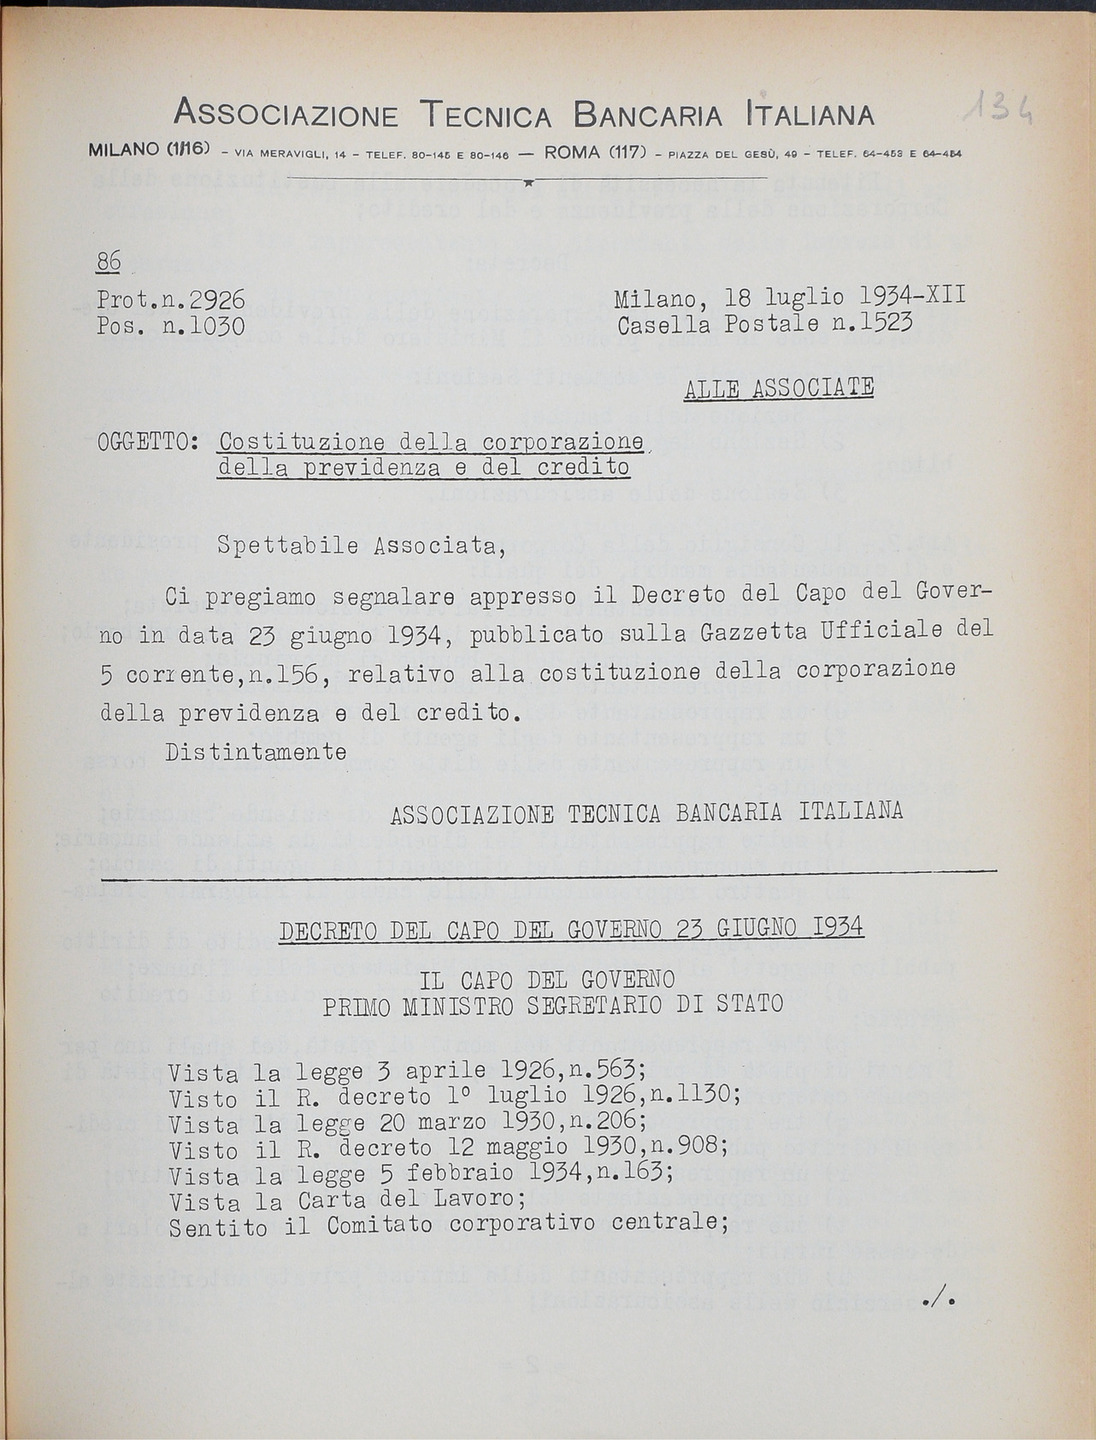 ASSOCIAZIONE TECNICA BANCARIA ITALIANA
134
MILANO (1/16) - VIA MERAVIGLI, 14 - TELEF. 80-145 E 80-146 — ROMA (117) - PIAZZA DEL GESÙ, 49 - TELEF. 64-453 E 64-454
86
Prot.n.2926
Milano, 18 luglio 1934-XII
Pos. n.1030
Casella Postale n.1523
ALLE ASSOCIATE
OGGETTO: Costituzione della corporazione
della previdenza e del credito
Spettabile Associata,
Ci pregiamo segnalare appresso il Decreto del Capo del Gover-
no in data 23 giugno 1934, pubblicato sulla Gazzetta Ufficiale del
5 corrente,n.156, relativo alla costituzione della corporazione
della previdenza e del credito.
Distintamente
ASSOCIAZIONE TECNICA BANCARIA ITALIANA
DECRETO DEL CAPO DEL GOVERNO 23 GIUGNO 1934
IL CAPO DEL GOVERNO
PRIMO MINISTRO SEGRETARIO DI STATO
Vista la legge 3 aprile 1926,n.563;
Visto il R. decreto 1° luglio 1926,n.1130;
Vista la legge 20 marzo 1930,n.206;
Visto il R. decreto 12 maggio 1930,n.908;
Vista la legge 5 febbraio 1934,n.163;
Vista la Carta del Lavoro;
Sentito il Comitato corporativo centrale;
./.